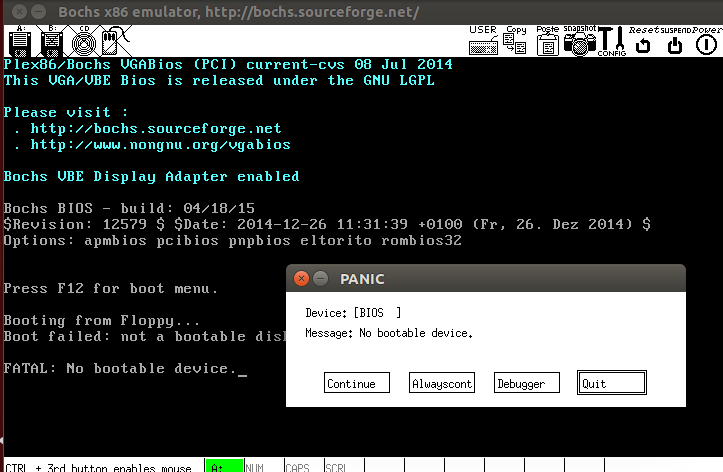 Bochs x86 emulator, http://bochs.sourceforge.net/
A: B: CD USER Copy Paste snapshot CONFIG Reset SUSPEND Power
Plex86/Bochs VGABios (PCI) current-cvs 08 Jul 2014
This VGA/VBE Bios is released under the GNU LGPL
Please visit :
. http://bochs.sourceforge.net
. http://www.nongnu.org/vgabios
Bochs VBE Display Adapter enabled
Bochs BIOS - build: 04/18/15
$Revision: 12579 $ $Date: 2014-12-26 11:31:39 +0100 (Fr, 26. Dez 2014) $
Options: apmbios pcibios pnpbios eltorito rombios32
Press F12 for boot menu.
Booting from Floppy...
Boot failed: not a bootable dis
FATAL: No bootable device._
PANIC
Device: [BIOS  ]
Message: No bootable device.
Continue Alwayscont Debugger Quit
CTRL + 3rd button enables mouse A: NUM CAPS SCRL